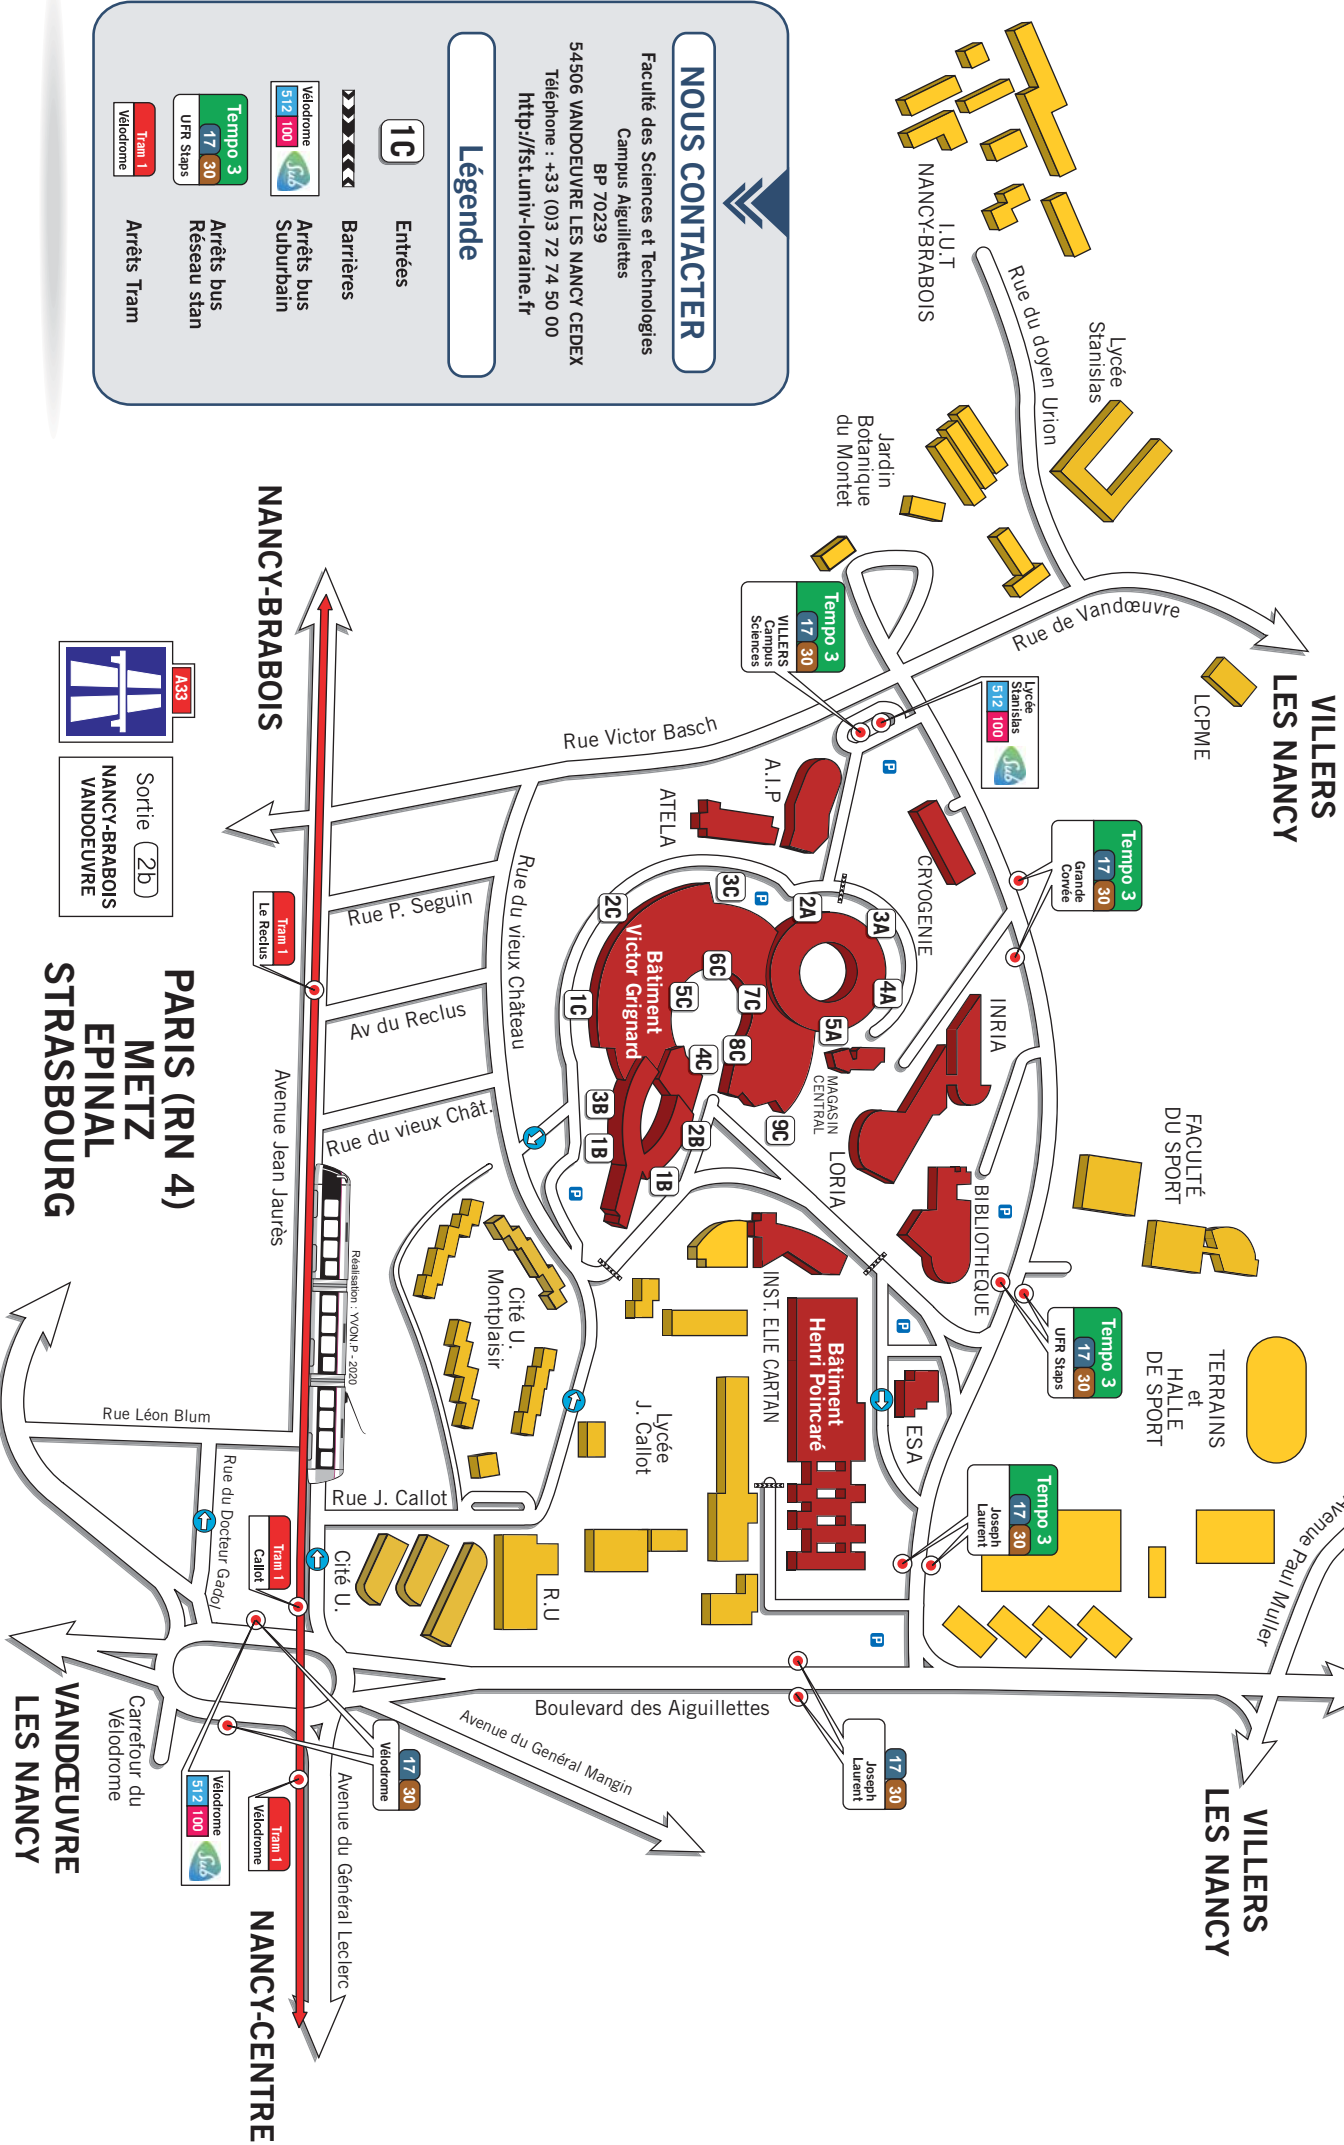 NOUS CONTACTER
Faculté des Sciences et Technologies
Campus Aiguillettes
BP 70239
54506 VANDOEUVRE LES NANCY CEDEX
Téléphone : +33 (0)3 72 74 50 00
http://fst.univ-lorraine.fr
Légende
1C
Entrées
Barrières
Vélodrome
512 100
Sub
Arrêts bus
Suburbain
Tempo 3
17 30
UFR Staps
Arrêts bus
Réseau stan
Tram 1
Vélodrome
Arrêts Tram
I.U.T
NANCY-BRABOIS
Rue du doyen Urion
Lycée
Stanislas
Jardin
Botanique
du Montet
Rue de Vandœuvre
VILLERS
LES NANCY
LCPME
Tempo 3
17 30
VILLERS
Campus
Sciences
Lycée
Stanislas
512 100
Sub
Tempo 3
17 30
Grande
Corvée
Rue Victor Basch
P
A.I.P
ATELA
CRYOGENIE
P
3C
2C
2A
3A
4A
5A
6C
5C
7C
8C
4C
1C
9C
3B
1B
2B
1B
Bâtiment
Victor Grignard
MAGASIN
CENTRAL
INRIA
LORIA
BIBLIOTHEQUE
P
P
FACULTÉ
DU SPORT
Tempo 3
17 30
UFR Staps
TERRAINS
et
HALLE
DE SPORT
INST. ELIE CARTAN
Bâtiment
Henri Poincaré
P
ESA
Tempo 3
17 30
Joseph
Laurent
Avenue Paul Muller
P
17 30
Joseph
Laurent
VILLERS
LES NANCY
Boulevard des Aiguillettes
Avenue du Genéral Mangin
NANCY-BRABOIS
Rue du vieux Château
Rue P. Seguin
Av du Reclus
Rue du vieux Chât.
Tram 1
Le Reclus
Avenue Jean Jaurès
Réalisation : YVON.P - 2020
Cité U.
Montplaisir
Lycée
J. Callot
Rue J. Callot
Cité U.
R.U
A33
Sortie 2b
NANCY-BRABOIS
VANDOEUVRE
PARIS (RN 4)
METZ
EPINAL
STRASBOURG
Rue Léon Blum
Rue du Docteur Gadol
Tram 1
Callot
17 30
Vélodrome
Tram 1
Vélodrome
Vélodrome
512 100
Sub
Carrefour du
Vélodrome
VANDŒUVRE
LES NANCY
Avenue du Général Leclerc
NANCY-CENTRE